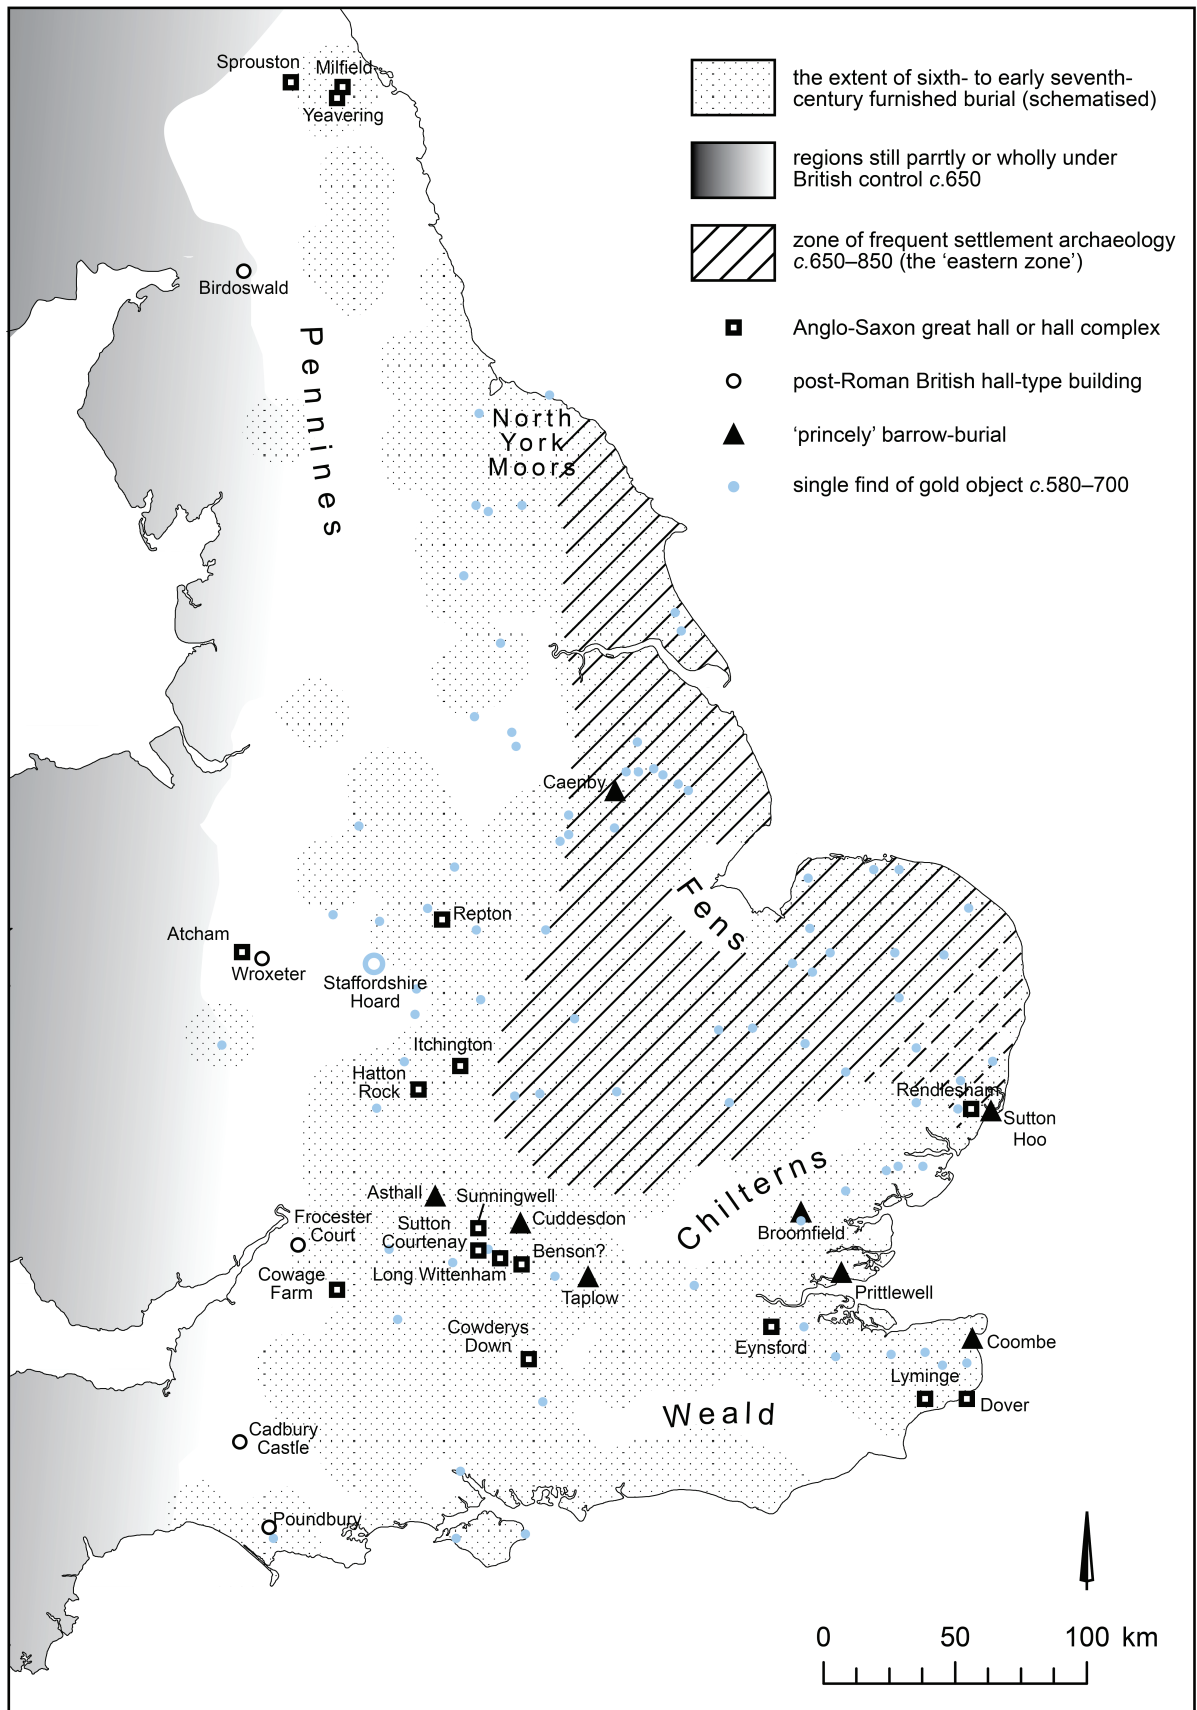 Sprouston
Milfield
Yeavering
the extent of sixth- to early seventh-
century furnished burial (schematised)
regions still parrtly or wholly under
British control c.650
zone of frequent settlement archaeology
c.650–850 (the ‘eastern zone’)
Anglo-Saxon great hall or hall complex
post-Roman British hall-type building
‘princely’ barrow-burial
single find of gold object c.580–700
Birdoswald
Pennines
North
York
Moors
Caenby
Fens
Repton
Atcham
Wroxeter
Staffordshire
Hoard
Itchington
Hatton
Rock
Rendlesham
Sutton
Hoo
Chilterns
Asthall
Sunningwell
Cuddesdon
Sutton
Courtenay
Frocester
Court
Broomfield
Benson?
Long Wittenham
Cowage
Farm
Taplow
Prittlewell
Cowderys
Down
Eynsford
Coombe
Lyminge
Dover
Weald
Cadbury
Castle
Poundbury
0 50 100 km